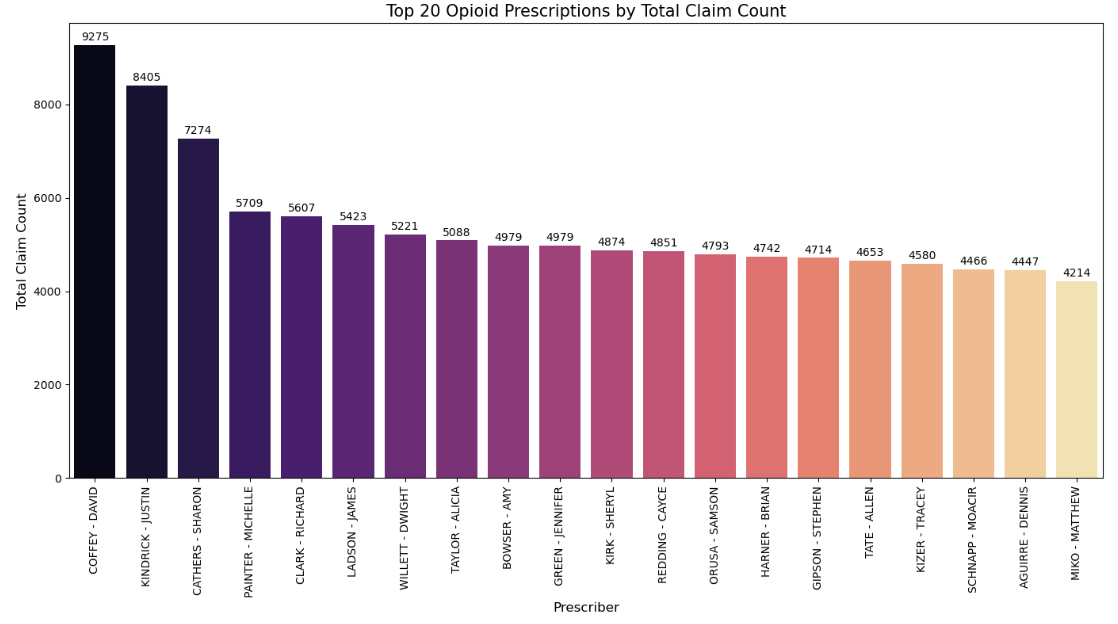 Top 20 Opioid Prescriptions by Total Claim Count
Total Claim Count
8000
6000
4000
2000
0
9275
8405
7274
5709
5607
5423
5221
5088
4979
4979
4874
4851
4793
4742
4714
4653
4580
4466
4447
4214
COFFEY - DAVID
KINDRICK - JUSTIN
CATHERS - SHARON
PAINTER - MICHELLE
CLARK - RICHARD
LADSON - JAMES
WILLETT - DWIGHT
TAYLOR - ALICIA
BOWSER - AMY
GREEN - JENNIFER
KIRK - SHERYL
REDDING - CAYCE
ORUSA - SAMSON
HARNER - BRIAN
GIPSON - STEPHEN
TATE - ALLEN
KIZER - TRACEY
SCHNAPP - MOACIR
AGUIRRE - DENNIS
MIKO - MATTHEW
Prescriber